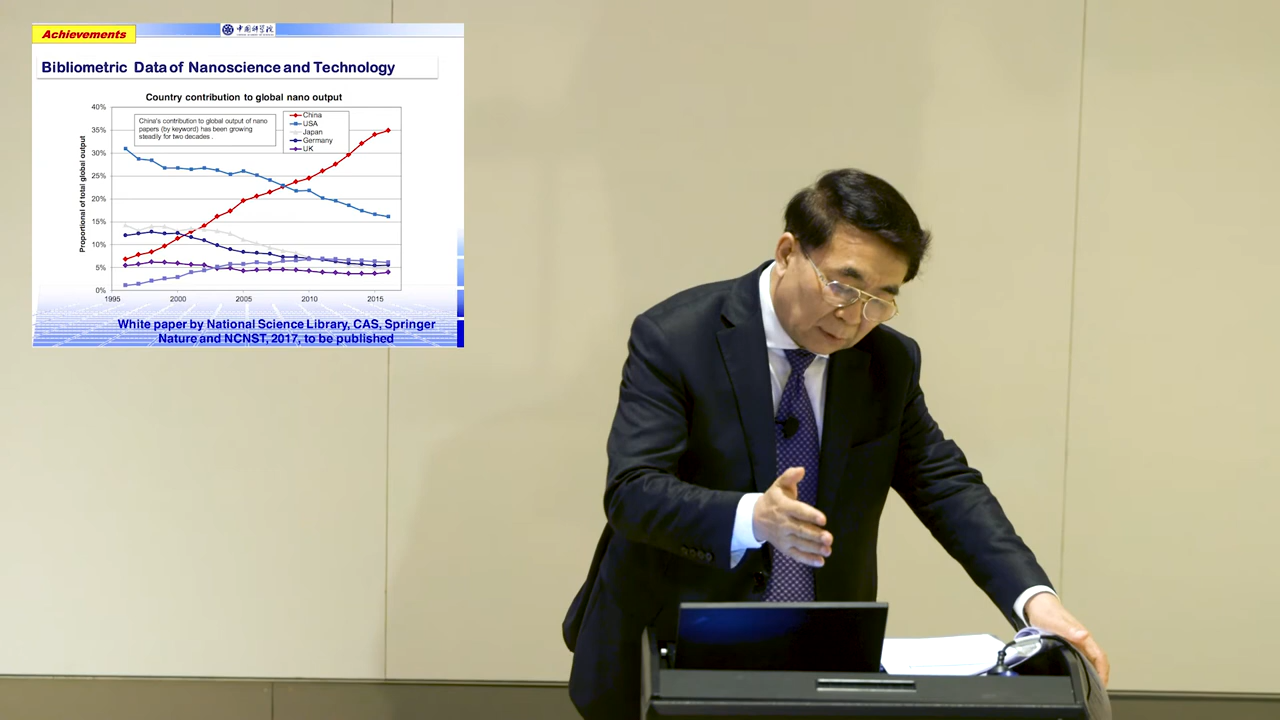 Achievements
中国科学院
Bibliometric Data of Nanoscience and Technology
Country contribution to global nano output
40%
35%
30%
25%
20%
15%
10%
5%
0%
Proportional of total global output
China's contribution to global output of nano
papers (by keyword) has been growing
steadily for two decades .
China
USA
Japan
Germany
UK
1995
2000
2005
2010
2015
White paper by National Science Library, CAS, Springer
Nature and NCNST, 2017, to be published